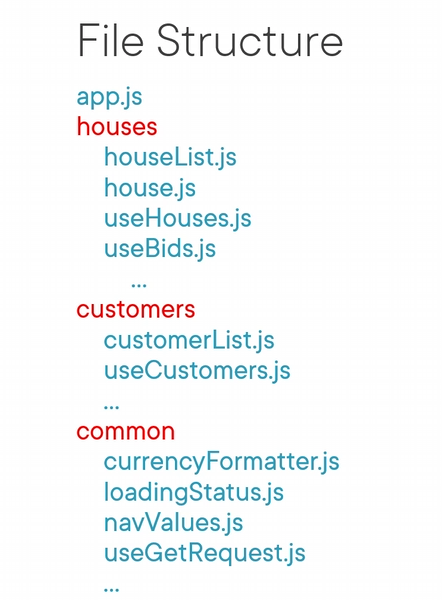 File Structure
app.js
houses
houseList.js
house.js
useHouses.js
useBids.js
...
customers
customerList.js
useCustomers.js
...
common
currencyFormatter.js
loadingStatus.js
navValues.js
useGetRequest.js
...